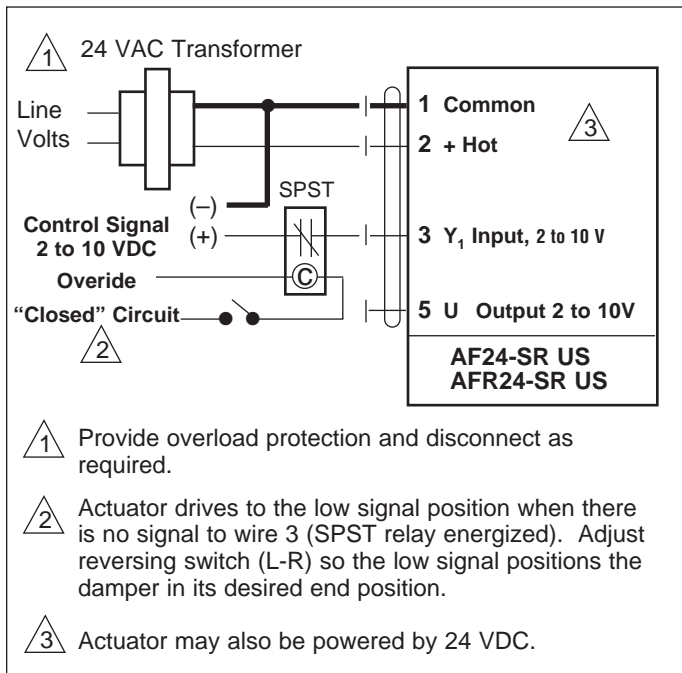 1 24 VAC Transformer
Line
Volts
1 Common
2 + Hot
3
(–)
SPST
Control Signal
2 to 10 VDC
(+)
3 Y1 Input, 2 to 10 V
Overide
C
"Closed" Circuit
2
5 U Output 2 to 10V
AF24-SR US
AFR24-SR US
1 Provide overload protection and disconnect as
required.
2 Actuator drives to the low signal position when there
is no signal to wire 3 (SPST relay energized). Adjust
reversing switch (L-R) so the low signal positions the
damper in its desired end position.
3 Actuator may also be powered by 24 VDC.